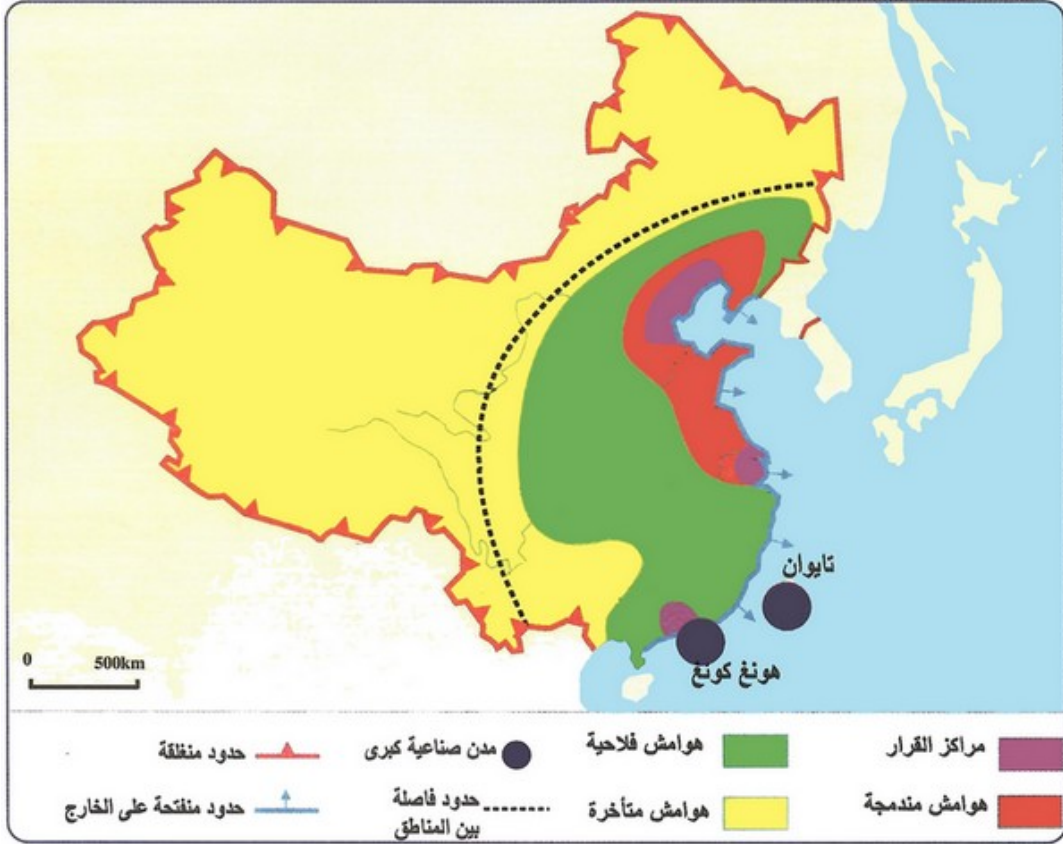 تايوان
هونغ كونغ
0 500km
مراكز القرار
هوامش فلاحية
مدن صناعية كبرى
حدود منغلقة
هوامش مندمجة
هوامش متأخرة
حدود فاصلة
بين المناطق
حدود منفتحة على الخارج